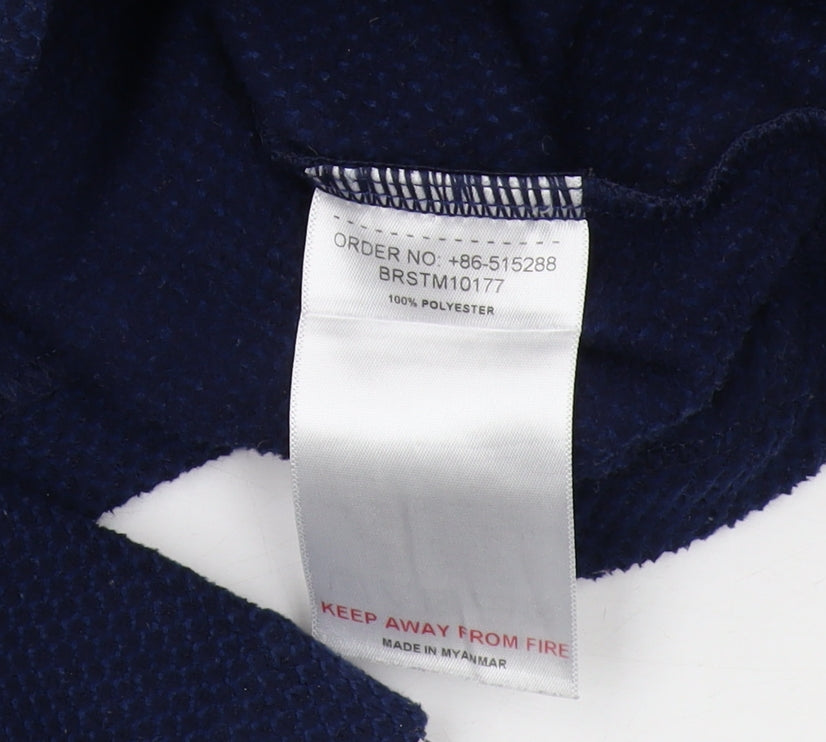 ORDER NO: +86-515288
BRSTM10177
100% POLYESTER
KEEP AWAY FROM FIRE
MADE IN MYANMAR